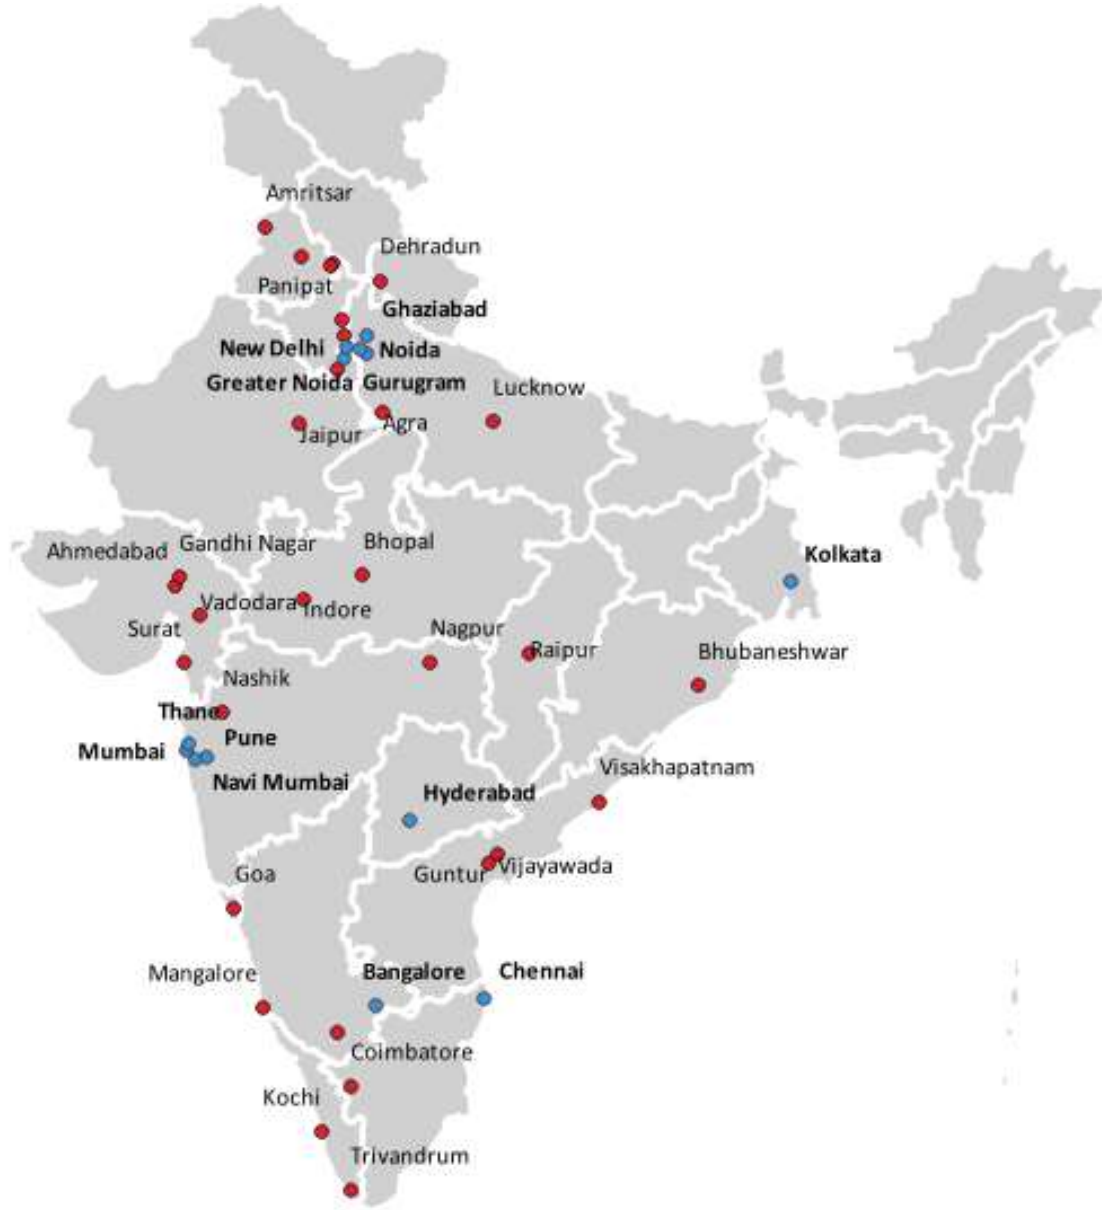 Amritsar
Dehradun
Panipat
Ghaziabad
New Delhi
Noida
Greater Noida
Gurugram
Lucknow
Agra
Jaipur
Ahmedabad
Gandhi Nagar
Bhopal
Kolkata
Vadodara
Indore
Surat
Nagpur
Raipur
Bhubaneshwar
Nashik
Thane
Pune
Mumbai
Navi Mumbai
Visakhapatnam
Hyderabad
Guntur
Vijayawada
Goa
Mangalore
Bangalore
Chennai
Coimbatore
Kochi
Trivandrum